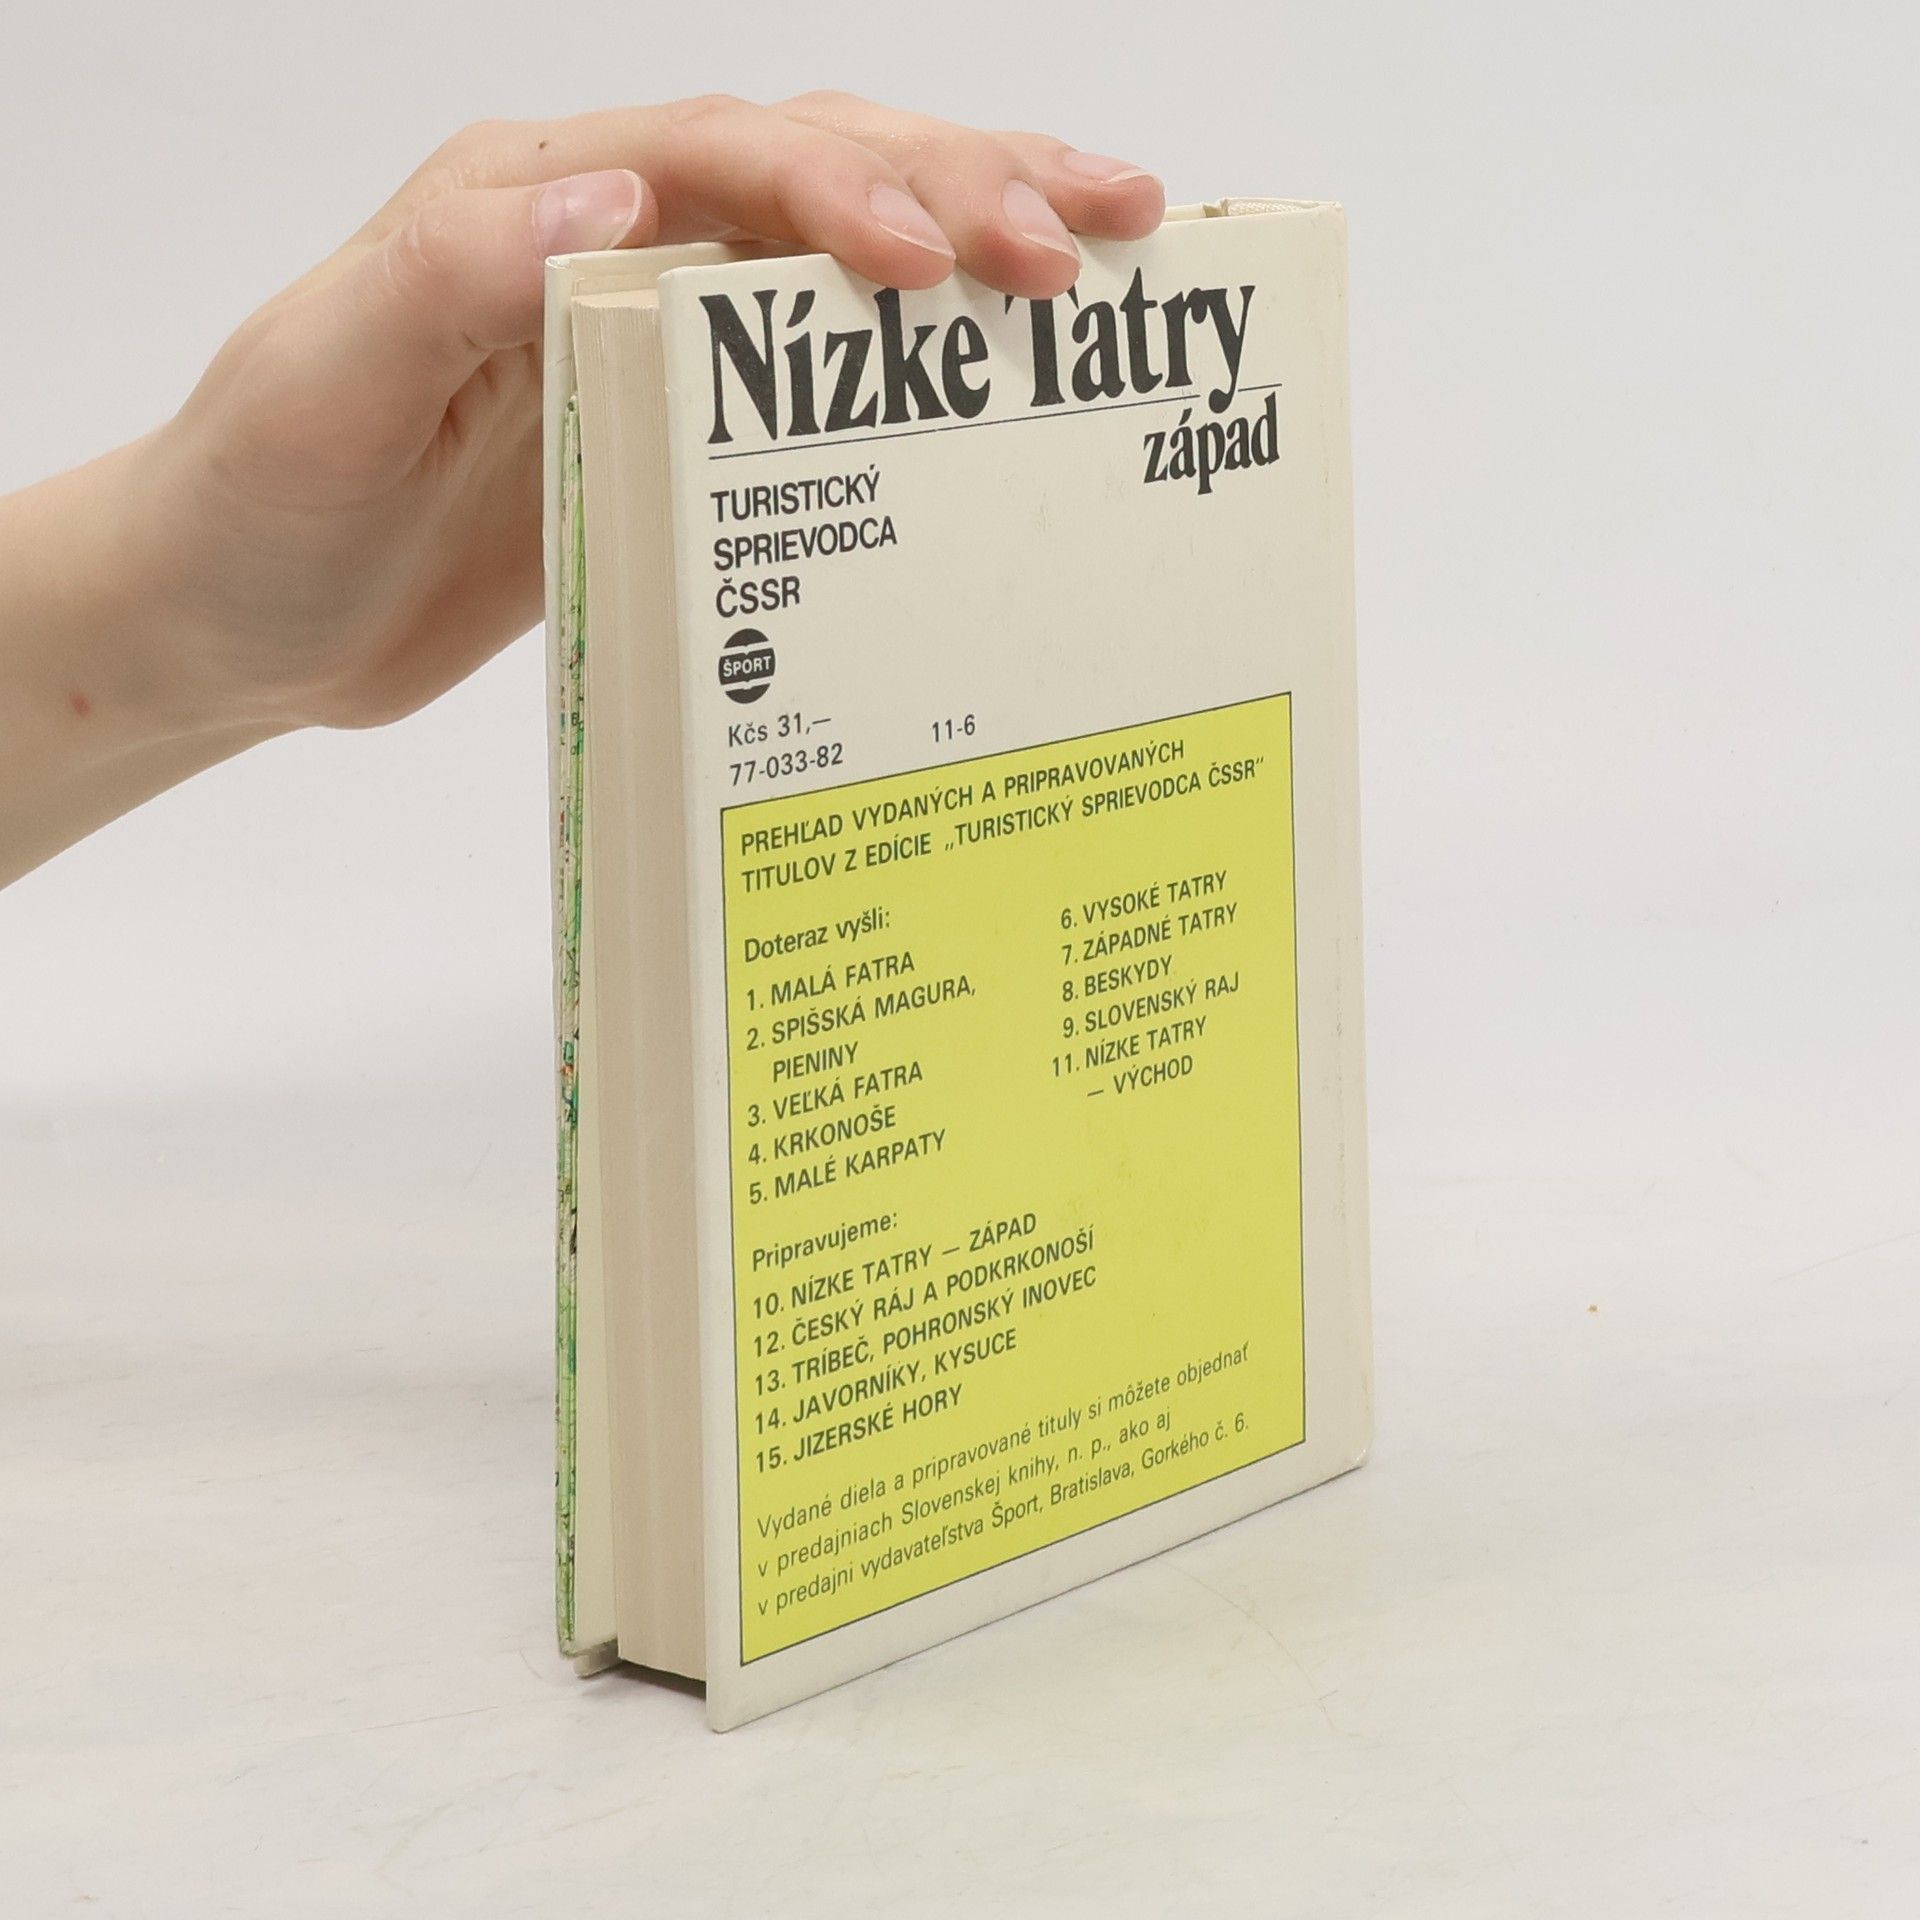 Nízke Tatry
západ
TURISTICKÝ
SPRIEVODCA
ČSSR
ŠPORT
Kčs 31,—
77-033-82 11-6
PREHĽAD VYDANÝCH A PRIPRAVOVANÝCH
TITULOV Z EDÍCIE „TURISTICKÝ SPRIEVODCA ČSSR“
Doteraz vyšli:
1. MALÁ FATRA
2. SPIŠSKÁ MAGURA,
PIENINY
3. VEĽKÁ FATRA
4. KRKONOŠE
5. MALÉ KARPATY
6. VYSOKÉ TATRY
7. ZÁPADNÉ TATRY
8. BESKYDY
9. SLOVENSKÝ RAJ
11. NÍZKE TATRY
— VÝCHOD
Pripravujeme:
10. NÍZKE TATRY — ZÁPAD
12. ČESKÝ RÁJ A PODKRKONOŠÍ
13. TRÍBEČ, POHRONSKÝ INOVEC
14. JAVORNÍKY, KYSUCE
15. JIZERSKÉ HORY
Vydané diela a pripravované tituly si môžete objednať
v predajniach Slovenskej knihy, n. p., ako aj
v predajni vydavateľstva Šport, Bratislava, Gorkého č. 6.